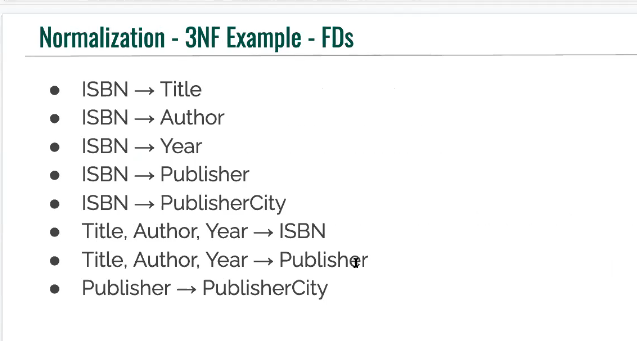 Normalization - 3NF Example - FDs
● ISBN → Title
● ISBN → Author
● ISBN → Year
● ISBN → Publisher
● ISBN → PublisherCity
● Title, Author, Year → ISBN
● Title, Author, Year → Publisher
● Publisher → PublisherCity